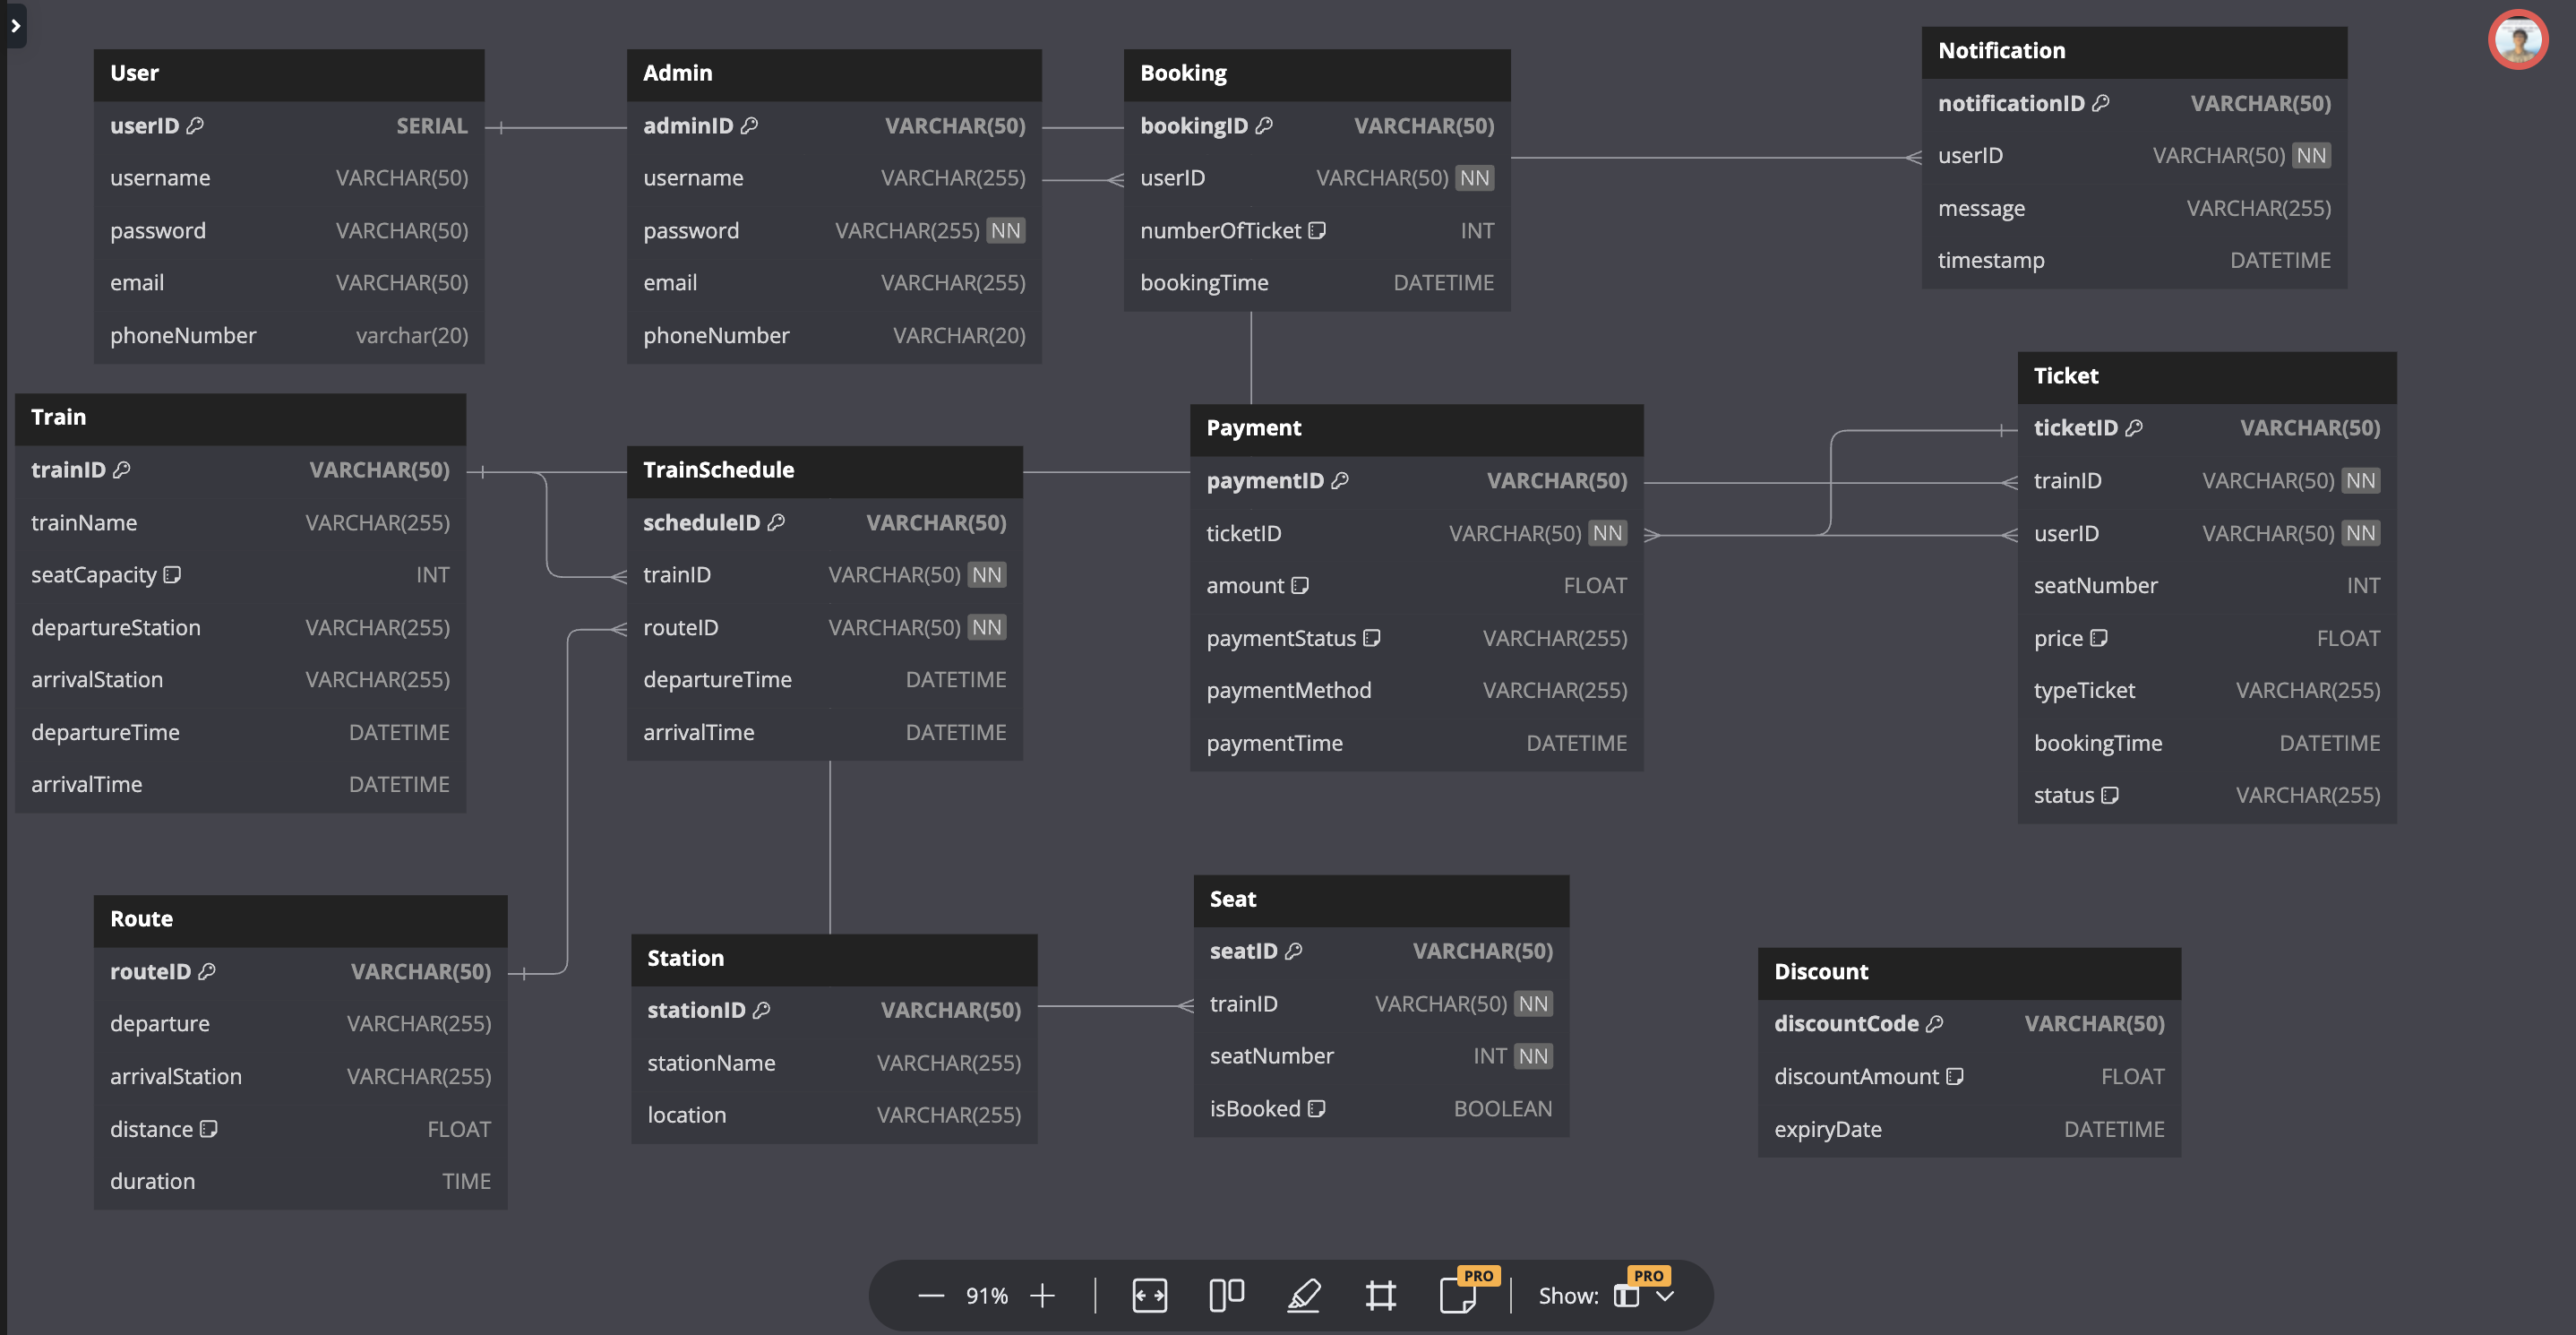 User
userID SERIAL
username VARCHAR(50)
password VARCHAR(50)
email VARCHAR(50)
phoneNumber varchar(20)
Admin
adminID VARCHAR(50)
username VARCHAR(255)
password VARCHAR(255) NN
email VARCHAR(255)
phoneNumber VARCHAR(20)
Booking
bookingID VARCHAR(50)
userID VARCHAR(50) NN
numberOfTicket INT
bookingTime DATETIME
Notification
notificationID VARCHAR(50)
userID VARCHAR(50) NN
message VARCHAR(255)
timestamp DATETIME
Train
trainID VARCHAR(50)
trainName VARCHAR(255)
seatCapacity INT
departureStation VARCHAR(255)
arrivalStation VARCHAR(255)
departureTime DATETIME
arrivalTime DATETIME
TrainSchedule
scheduleID VARCHAR(50)
trainID VARCHAR(50) NN
routeID VARCHAR(50) NN
departureTime DATETIME
arrivalTime DATETIME
Payment
paymentID VARCHAR(50)
ticketID VARCHAR(50) NN
amount FLOAT
paymentStatus VARCHAR(255)
paymentMethod VARCHAR(255)
paymentTime DATETIME
Ticket
ticketID VARCHAR(50)
trainID VARCHAR(50) NN
userID VARCHAR(50) NN
seatNumber INT
price FLOAT
typeTicket VARCHAR(255)
bookingTime DATETIME
status VARCHAR(255)
Route
routeID VARCHAR(50)
departure VARCHAR(255)
arrivalStation VARCHAR(255)
distance FLOAT
duration TIME
Station
stationID VARCHAR(50)
stationName VARCHAR(255)
location VARCHAR(255)
Seat
seatID VARCHAR(50)
trainID VARCHAR(50) NN
seatNumber INT NN
isBooked BOOLEAN
Discount
discountCode VARCHAR(50)
discountAmount FLOAT
expiryDate DATETIME
91%
PRO
Show:
PRO